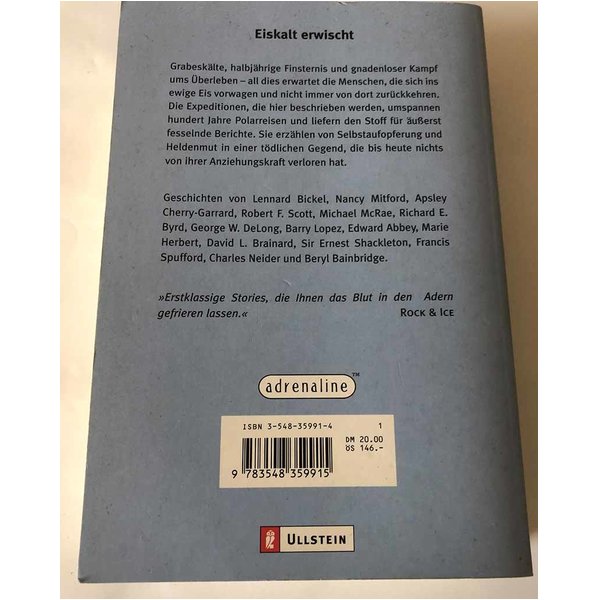 Eiskalt erwischt
Grabeskälte, halbjährige Finsternis und gnadenloser Kampf
ums Überleben – all dies erwartet die Menschen, die sich ins
ewige Eis vorwagen und nicht immer von dort zurückkehren.
Die Expeditionen, die hier beschrieben werden, umspannen
hundert Jahre Polarreisen und liefern den Stoff für äußerst
fesselnde Berichte. Sie erzählen von Selbstaufopferung und
Heldenmut in einer tödlichen Gegend, die bis heute nichts
von ihrer Anziehungskraft verloren hat.
Geschichten von Lennard Bickel, Nancy Mitford, Apsley
Cherry-Garrard, Robert F. Scott, Michael McRae, Richard E.
Byrd, George W. DeLong, Barry Lopez, Edward Abbey, Marie
Herbert, David L. Brainard, Sir Ernest Shackleton, Francis
Spufford, Charles Neider und Beryl Bainbridge.
»Erstklassige Stories, die Ihnen das Blut in den Adern
gefrieren lassen.« ROCK & ICE
adrenaline™
ISBN 3-548-35991-4 1
DM 20.00
ÖS 146.-
9 783548 359915
ULLSTEIN